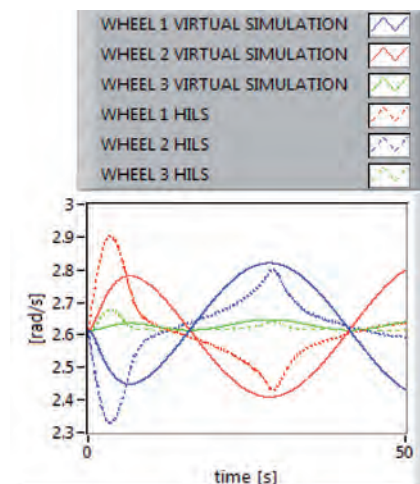 WHEEL 1 VIRTUAL SIMULATION
WHEEL 2 VIRTUAL SIMULATION
WHEEL 3 VIRTUAL SIMULATION
WHEEL 1 HILS
WHEEL 2 HILS
WHEEL 3 HILS
3
2.9
2.8
2.7
2.6
2.5
2.4
2.3
[rad/s]
0
50
time [s]